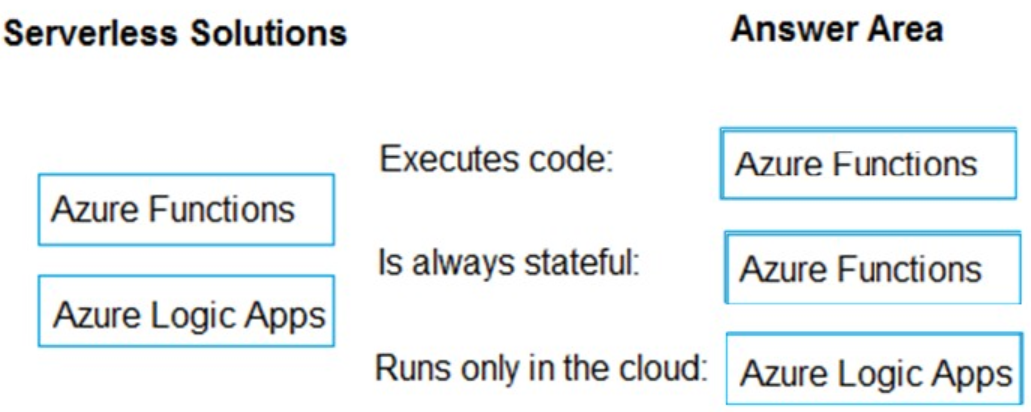 Serverless Solutions
Answer Area
Executes code:
Azure Functions
Azure Functions
Is always stateful:
Azure Functions
Azure Logic Apps
Runs only in the cloud:
Azure Logic Apps